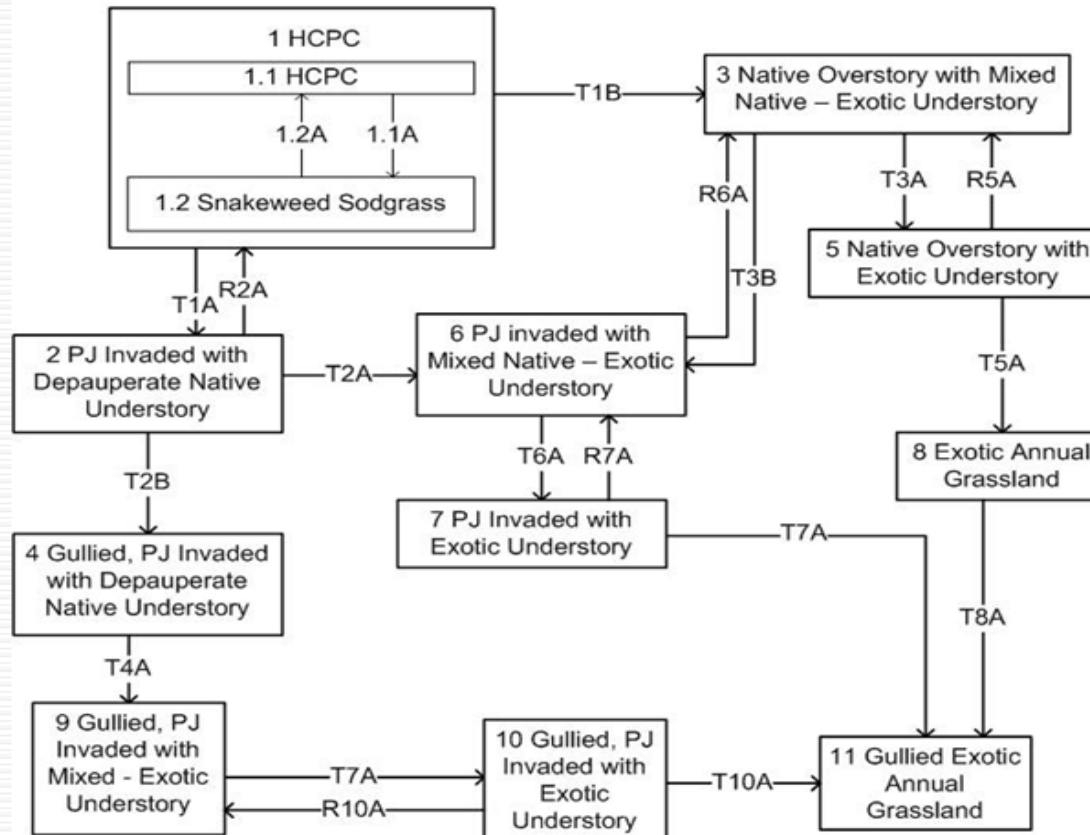 1 HCPC
1.1 HCPC
1.2A
1.1A
1.2 Snakeweed Sodgrass
T1B
3 Native Overstory with Mixed
Native – Exotic Understory
R6A
T3B
T3A
R5A
5 Native Overstory with
Exotic Understory
T1A
R2A
2 PJ Invaded with
Depauperate Native
Understory
T2A
6 PJ invaded with
Mixed Native – Exotic
Understory
T5A
T2B
T6A
R7A
8 Exotic Annual
Grassland
4 Gullied, PJ Invaded
with Depauperate
Native Understory
7 PJ Invaded with
Exotic Understory
T7A
T8A
T4A
9 Gullied, PJ
Invaded with
Mixed - Exotic
Understory
T7A
R10A
10 Gullied, PJ
Invaded with
Exotic
Understory
T10A
11 Gullied Exotic
Annual
Grassland